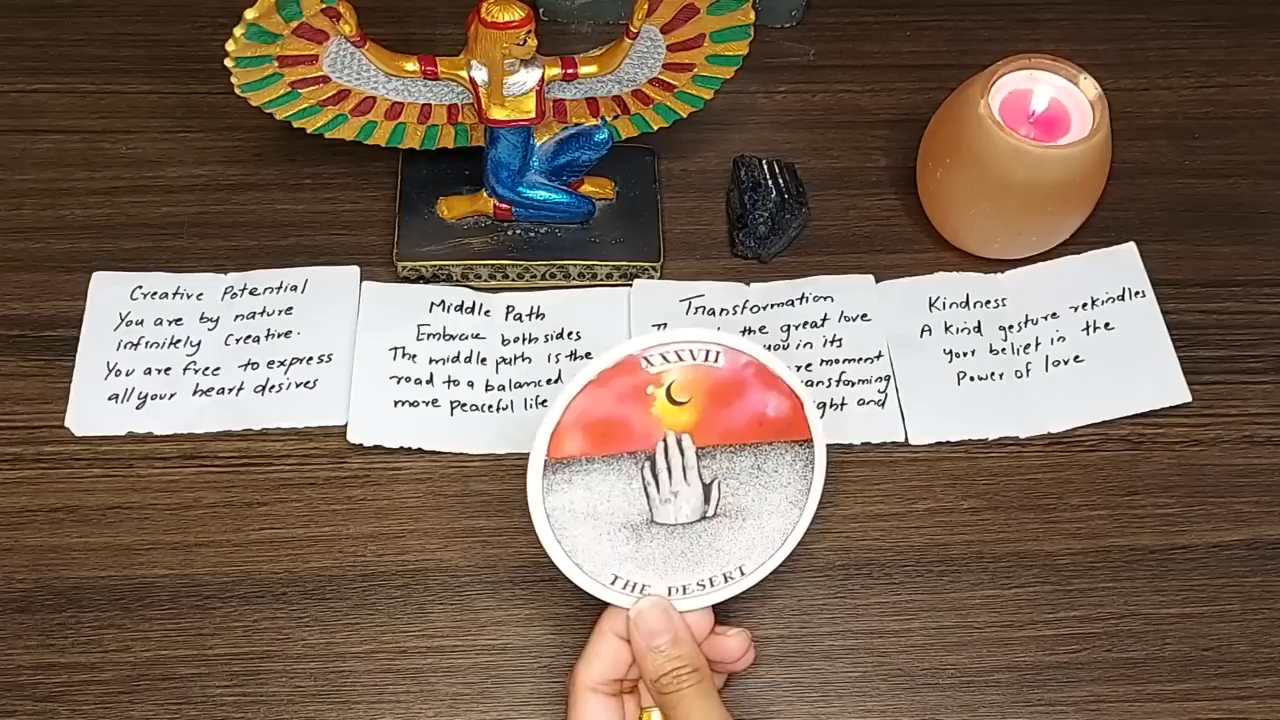 Creative Potential
You are by nature
infinitely creative.
You are free to express
all your heart desires
Middle Path
Embrace both sides
The middle path is the
road to a balanced
more peaceful life
Transformation
the great love
you in its
moment
ansforming
ight and
Kindness
A kind gesture rekindles
your belief in the
Power of love
XXXVII
THE DESERT